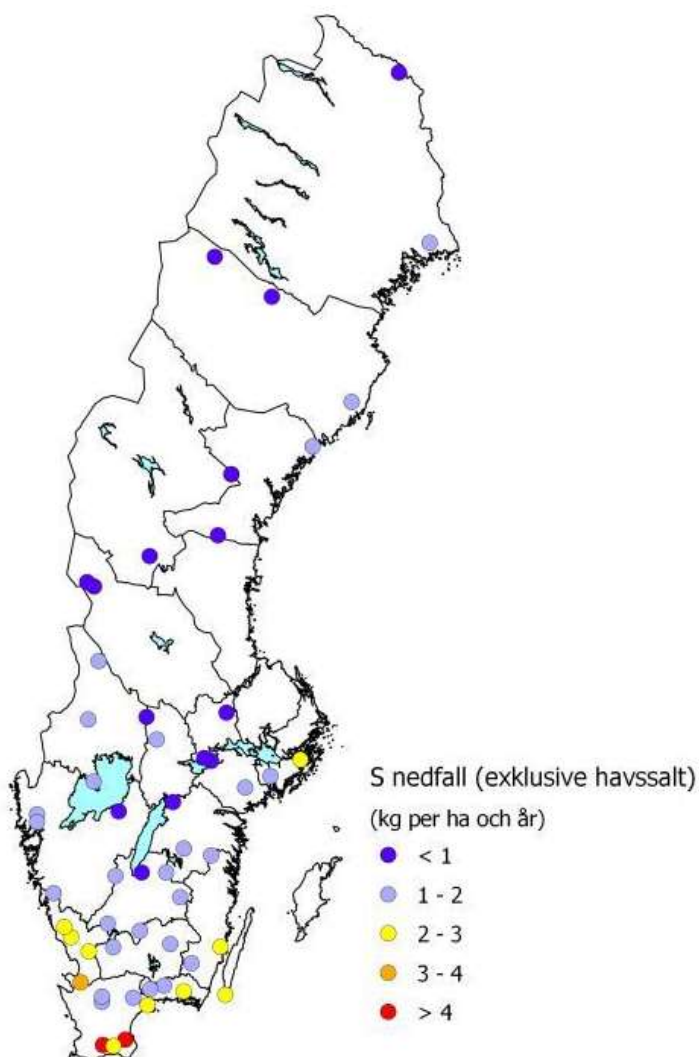 S nedfall (exklusive havssalt)
(kg per ha och år)
< 1
1 - 2
2 - 3
3 - 4
> 4